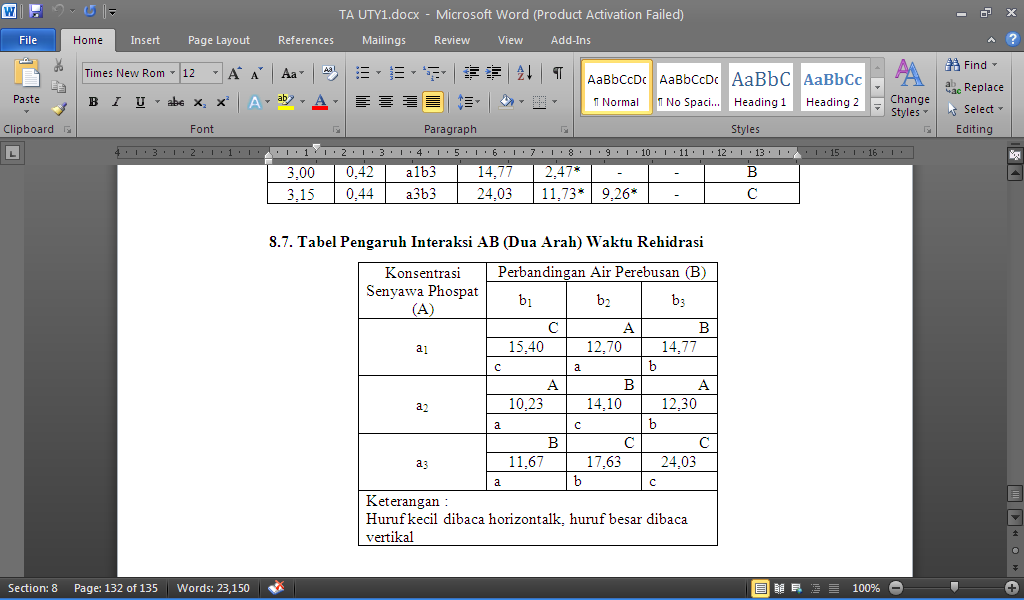 TA UTY1.docx - Microsoft Word (Product Activation Failed)
File Home Insert Page Layout References Mailings Review View Add-Ins
Paste
Times New Rom 12
AaBbCcDc AaBbCcDc AaBbC AaBbCc
¶ Normal ¶ No Spaci... Heading 1 Heading 2
Change Styles
Find
Replace
Select
Clipboard Font Paragraph Styles Editing
3,00 0,42 a1b3 14,77 2,47* - - B
3,15 0,44 a3b3 24,03 11,73* 9,26* - C
8.7. Tabel Pengaruh Interaksi AB (Dua Arah) Waktu Rehidrasi
Konsentrasi Senyawa Phospat (A) Perbandingan Air Perebusan (B)
b1 b2 b3
C A B
a1 15,40 12,70 14,77
c a b
A B A
a2 10,23 14,10 12,30
a c b
B C C
a3 11,67 17,63 24,03
a b c
Keterangan :
Huruf kecil dibaca horizontalk, huruf besar dibaca
vertikal
Section: 8 Page: 132 of 135 Words: 23,150 100%